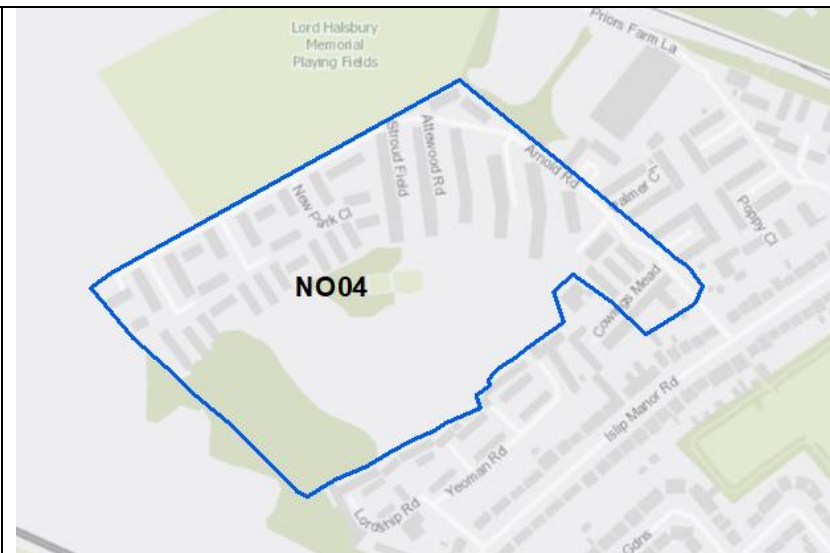 Lord Halsbury
Memorial
Playing Fields
Priors Farm La
Stroud Field
Attewood Rd
Arnold Rd
New Park Cl
Palmer Cl
Poppy Cl
NO04
Cownings Mead
Islip Manor Rd
Yeoman Rd
Lordship Rd
Gdns